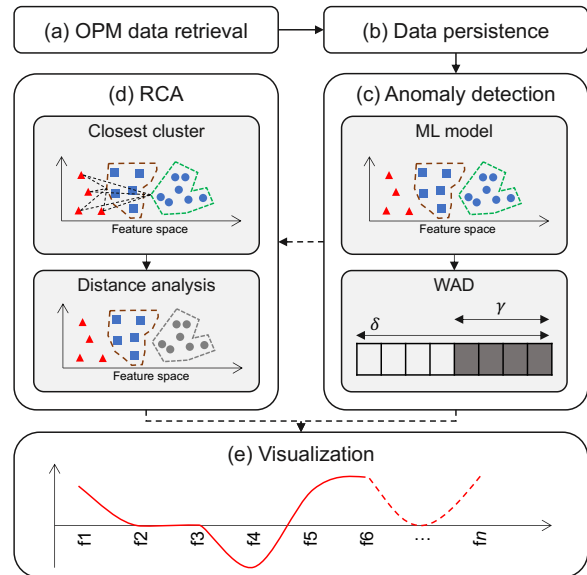 (a) OPM data retrieval
(b) Data persistence
(d) RCA
Closest cluster
Feature space
Distance analysis
Feature space
(c) Anomaly detection
ML model
Feature space
WAD
γ
δ
(e) Visualization
f1 f2 f3 f4 f5 f6 ... fn